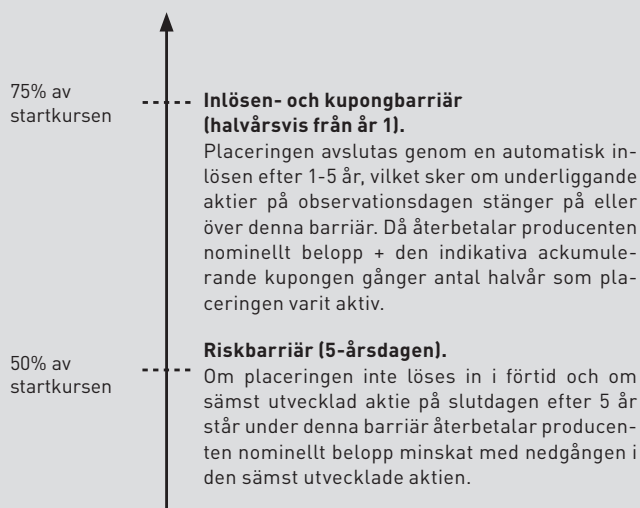 75% av
startkursen
Inlösen- och kupongbarriär
(halvårsvis från år 1).
Placeringen avslutas genom en automatisk in-
lösen efter 1-5 år, vilket sker om underliggande
aktier på observationsdagen stänger på eller
över denna barriär. Då återbetalar producenten
nominellt belopp + den indikativa ackumule-
rande kupongen gånger antal halvår som pla-
ceringen varit aktiv.
50% av
startkursen
Riskbarriär (5-årsdagen).
Om placeringen inte löses in i förtid och om
sämst utvecklad aktie på slutdagen efter 5 år
står under denna barriär återbetalar producen-
ten nominellt belopp minskat med nedgången i
den sämst utvecklade aktien.